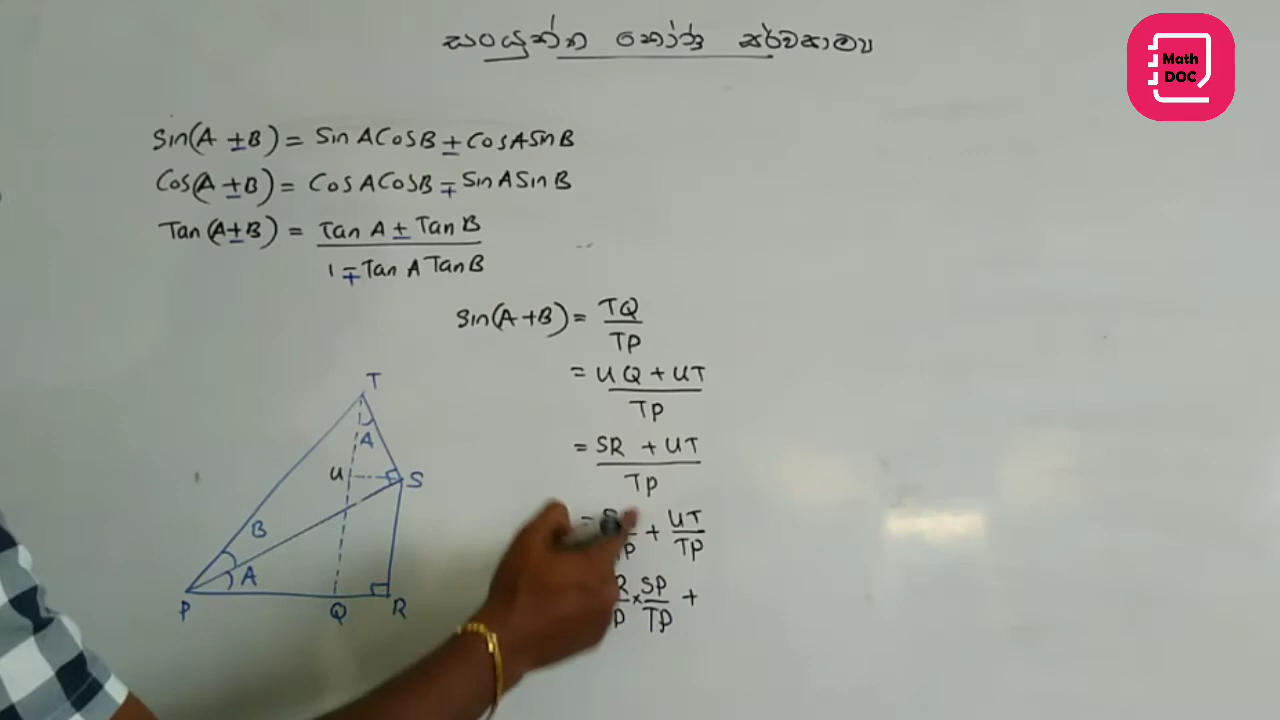 සංයුක්ත කෝණ සර්වසාම්‍ය
Math
DOC
Sin(A ± B) = Sin A Cos B ± Cos A Sin B
Cos(A ± B) = Cos A Cos B ∓ Sin A Sin B
Tan(A ± B) = Tan A ± Tan B
1 ∓ Tan A Tan B
Sin(A + B) = TQ
TP
= UQ + UT
TP
= SR + UT
TP
= + UT
TP
× SP +
TP
T
A
U
S
B
A
P
Q
R